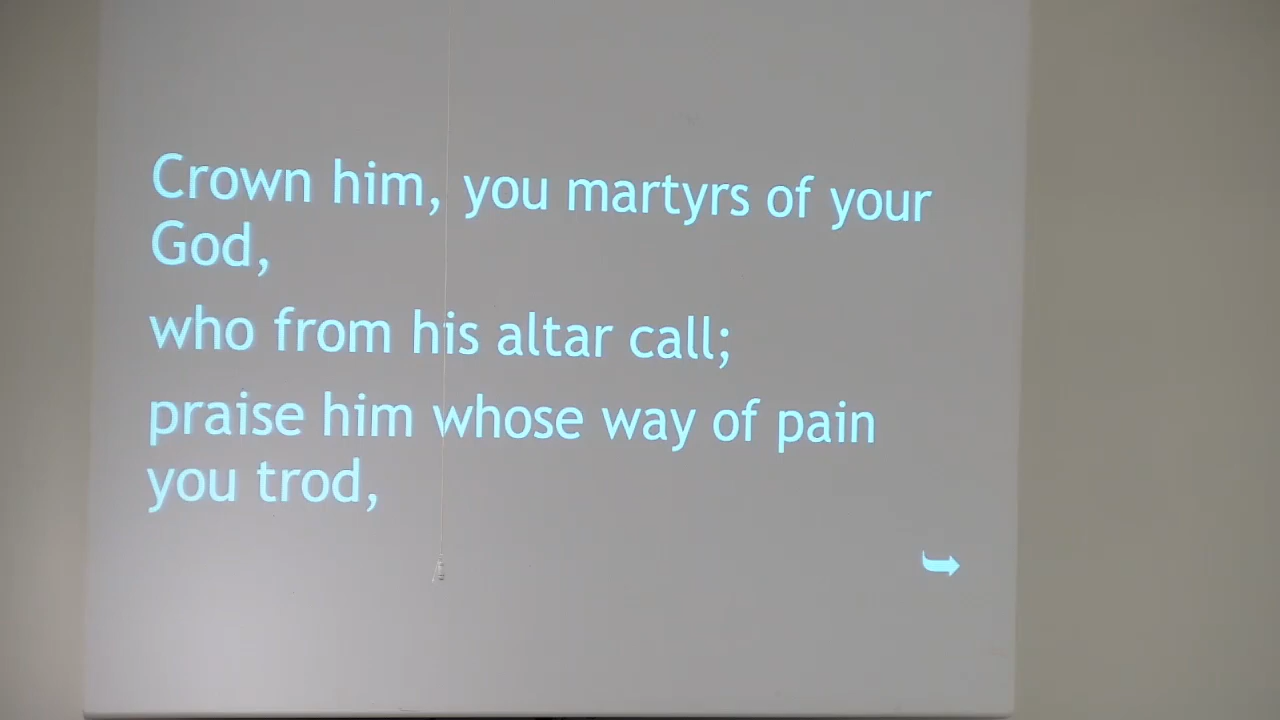 Crown him, you martyrs of your
God,
who from his altar call;
praise him whose way of pain
you trod,